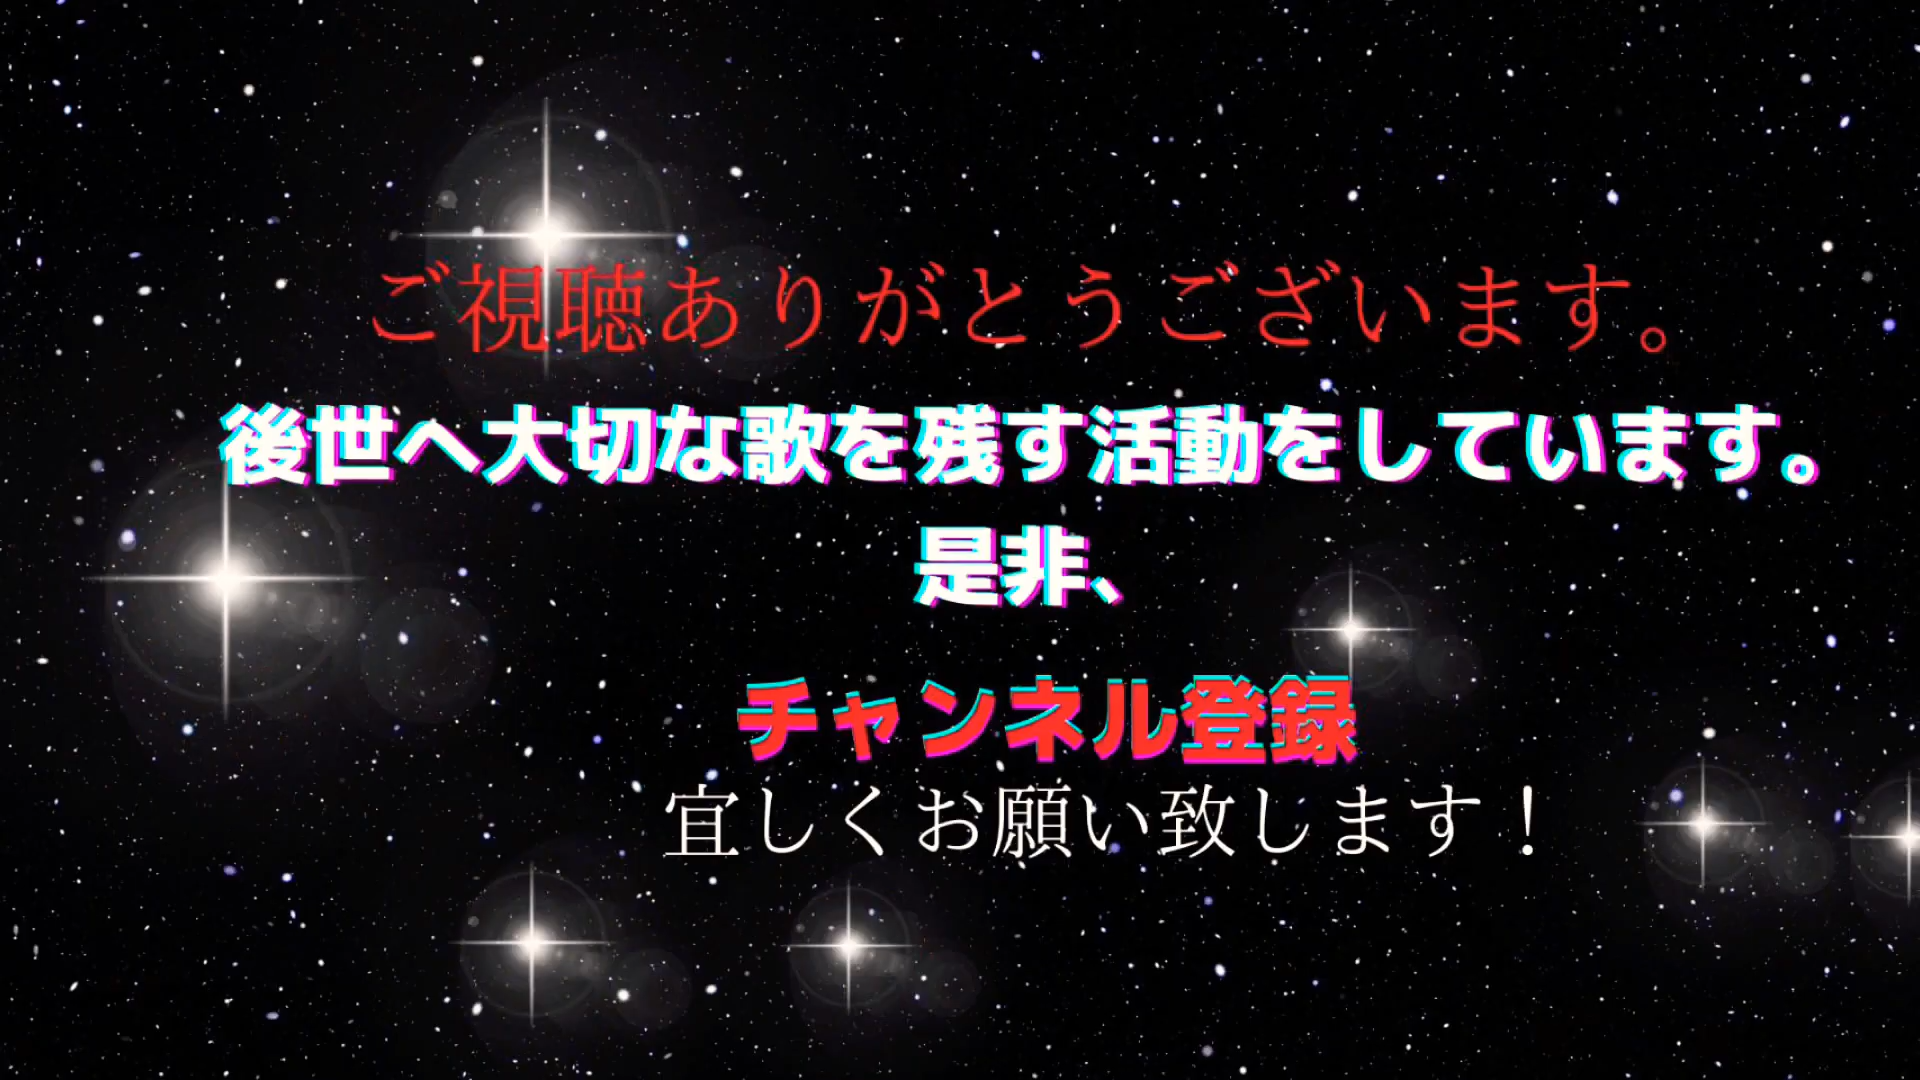 ご視聴ありがとうございます。
後世へ大切な歌を残す活動をしています。
是非、
チャンネル登録
宜しくお願い致します！